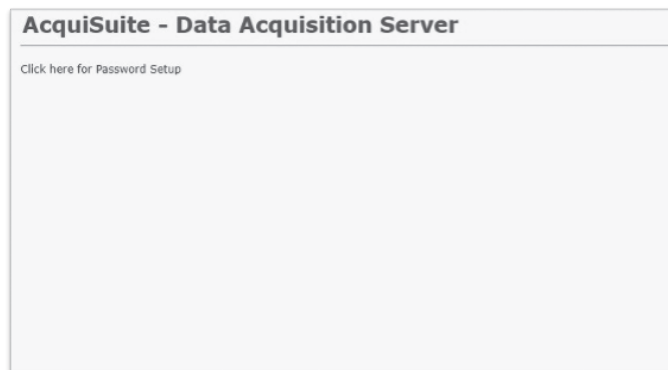 AcquiSuite - Data Acquisition Server
Click here for Password Setup